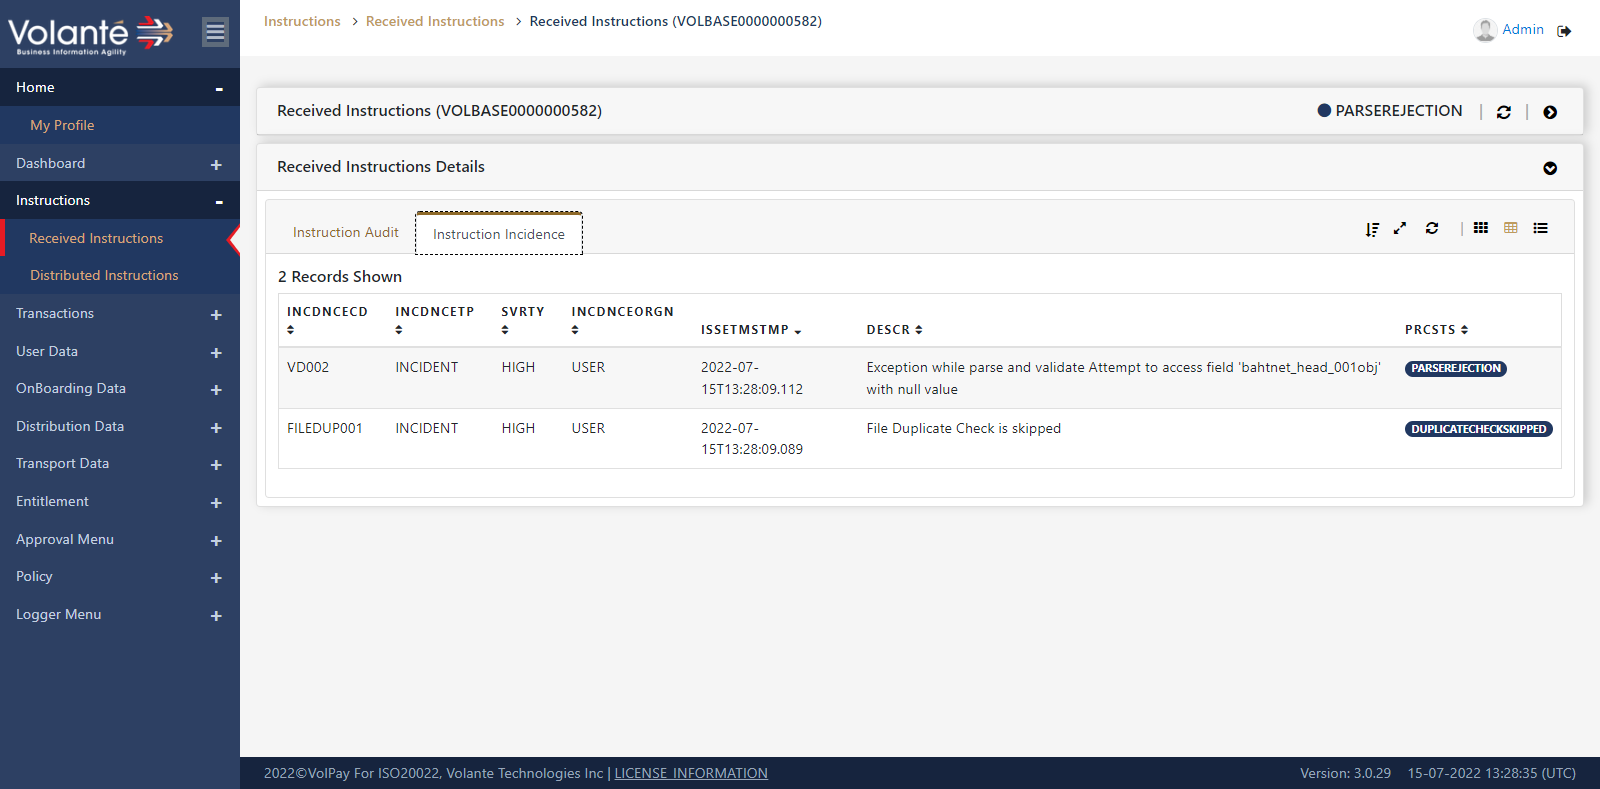 Volanté
Business Information Agility
Home
My Profile
Dashboard
Instructions
Received Instructions
Distributed Instructions
Transactions
User Data
OnBoarding Data
Distribution Data
Transport Data
Entitlement
Approval Menu
Policy
Logger Menu
Instructions > Received Instructions > Received Instructions (VOLBASE0000000582)
Admin
Received Instructions (VOLBASE0000000582)
PARSEREJECTION
Received Instructions Details
Instruction Audit
Instruction Incidence
2 Records Shown
INCDNCECD INCDNCETP SVRTY INCDNCEORGN ISSETMSTMP DESCR PRCSTS
VD002 INCIDENT HIGH USER 2022-07- Exception while parse and validate Attempt to access field 'bahtnet_head_001obj' PARSEREJECTION
15T13:28:09.112 with null value
FILEDUP001 INCIDENT HIGH USER 2022-07- File Duplicate Check is skipped DUPLICATECHECKSKIPPED
15T13:28:09.089
2022©VolPay For ISO20022, Volante Technologies Inc | LICENSE INFORMATION
Version: 3.0.29 15-07-2022 13:28:35 (UTC)